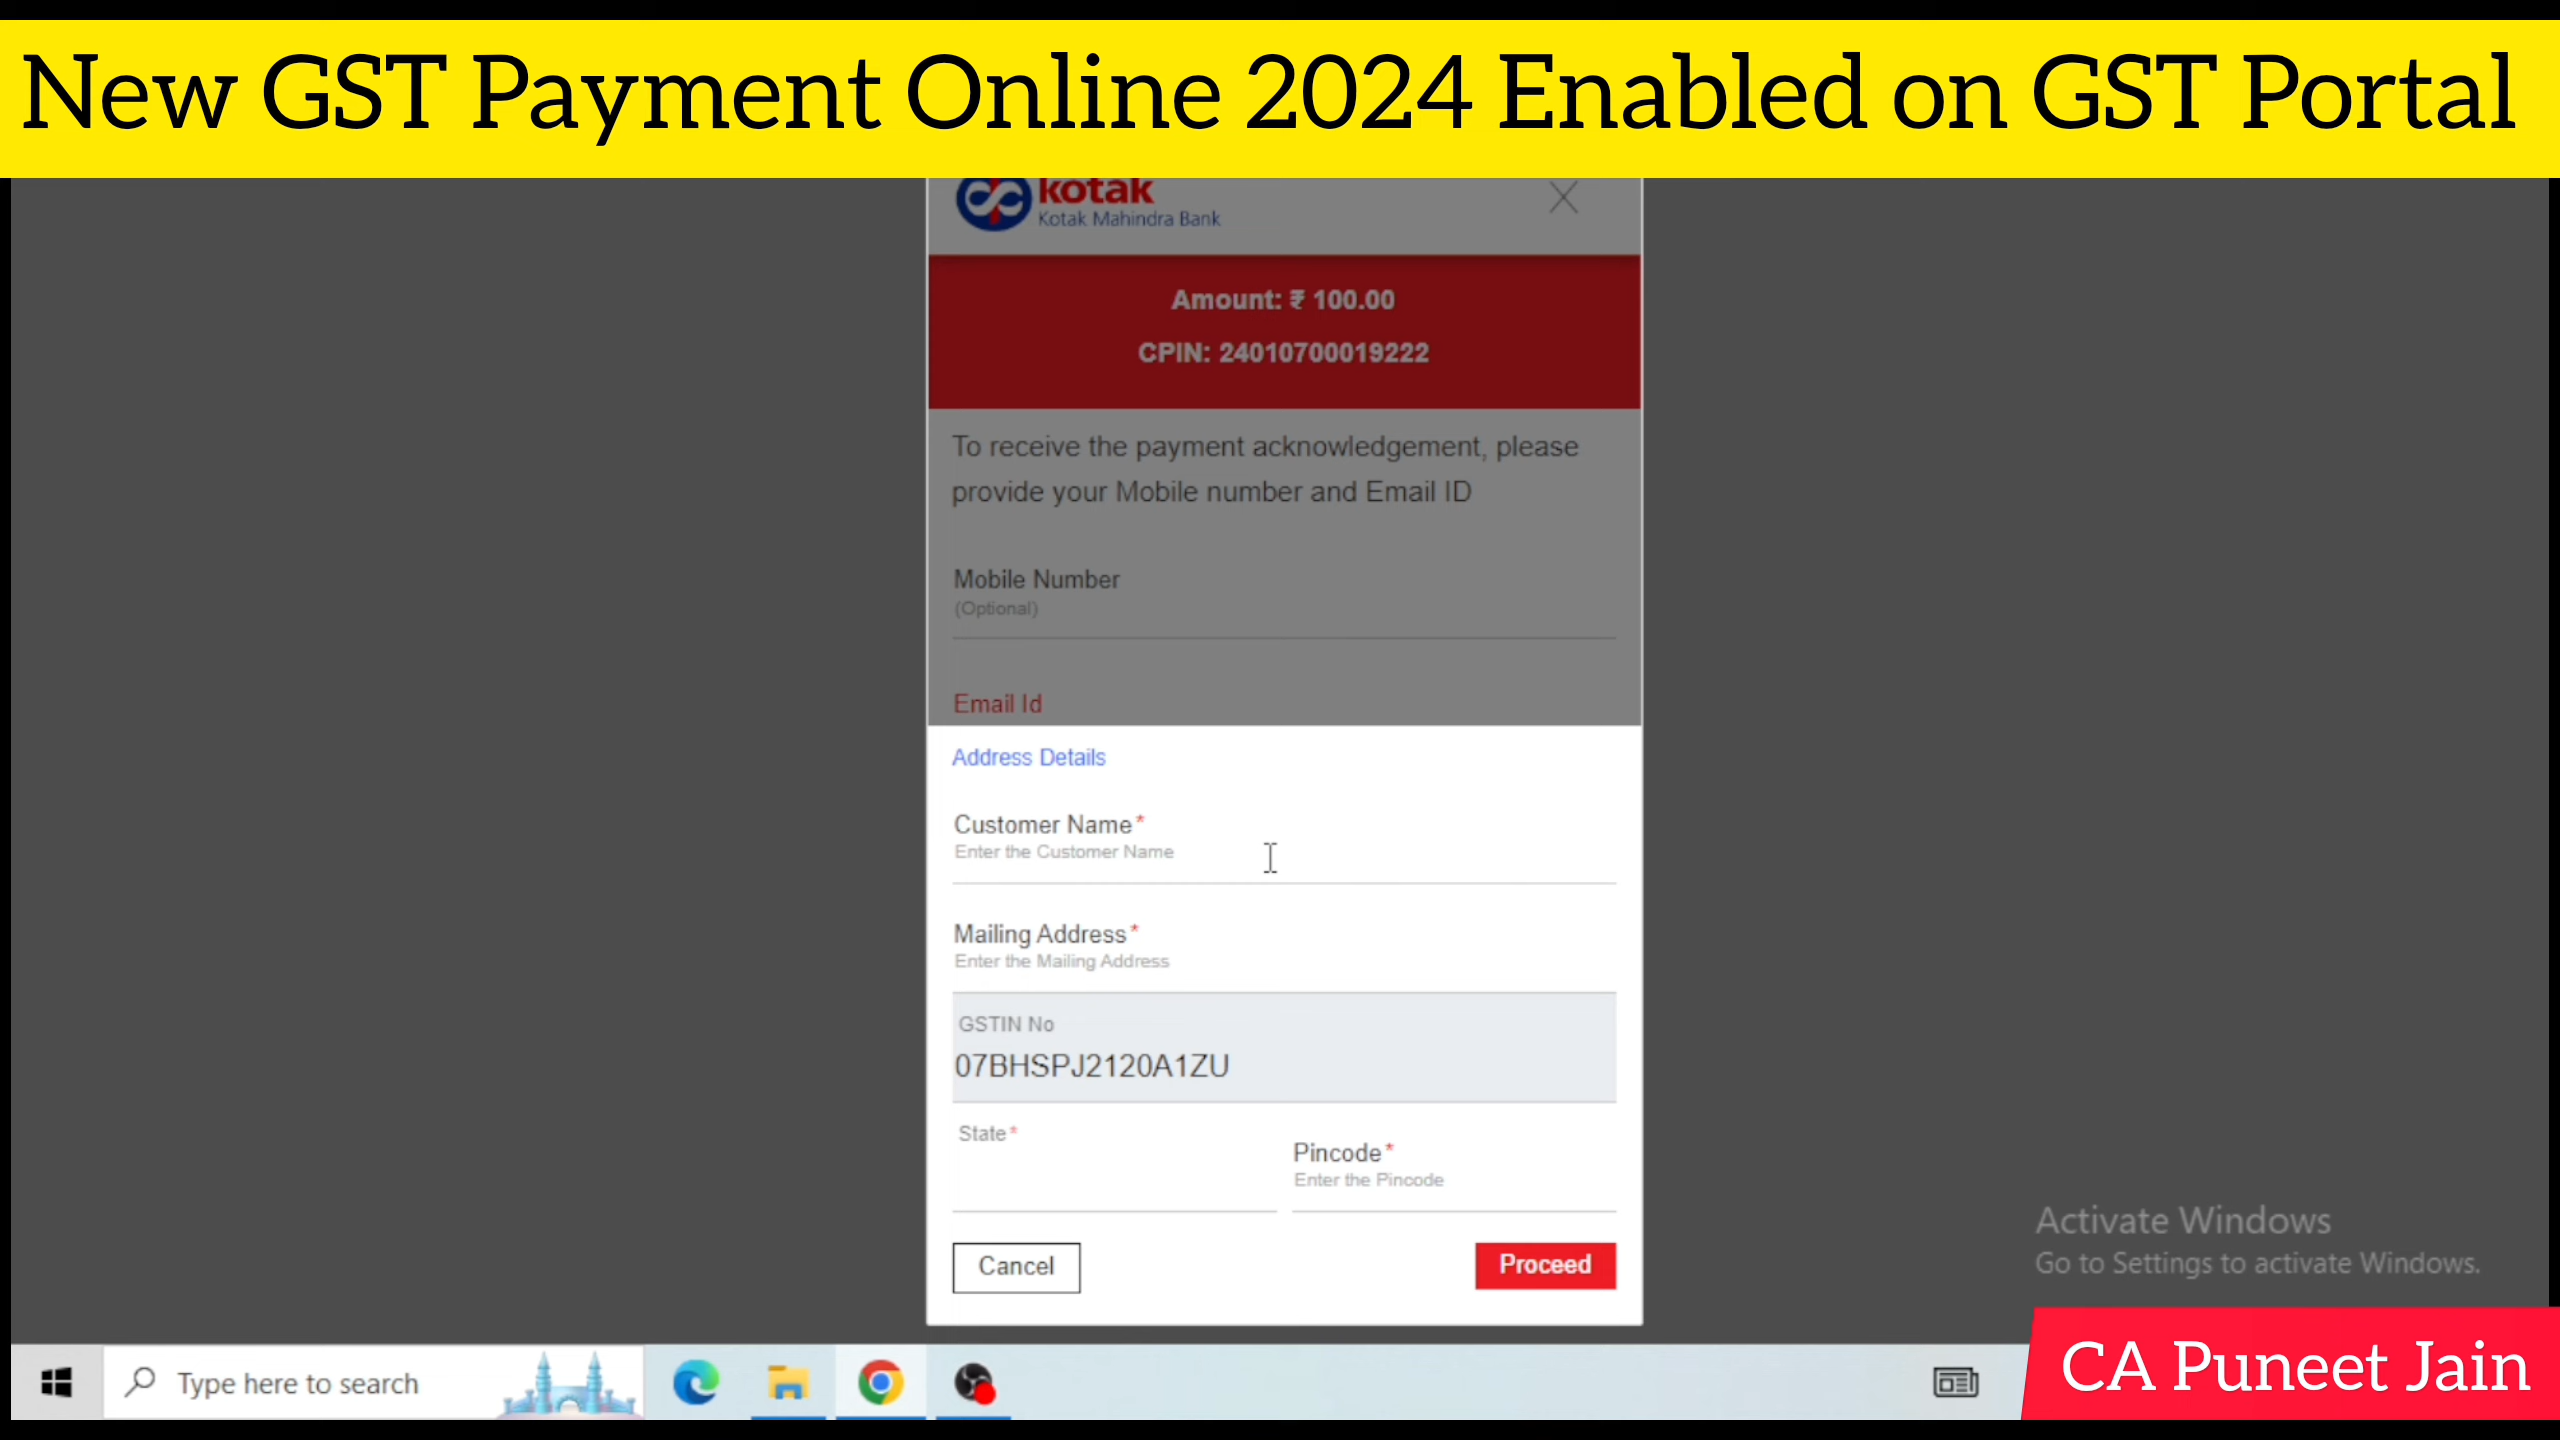 New GST Payment Online 2024 Enabled on GST Portal
kotak
Kotak Mahindra Bank
Amount: ₹ 100.00
CPIN: 24010700019222
To receive the payment acknowledgement, please
provide your Mobile number and Email ID
Mobile Number
(Optional)
Email Id
Address Details
Customer Name*
Enter the Customer Name
Mailing Address*
Enter the Mailing Address
GSTIN No
07BHSPJ2120A1ZU
State*
Pincode*
Enter the Pincode
Cancel
Proceed
Activate Windows
Go to Settings to activate Windows.
Type here to search
CA Puneet Jain